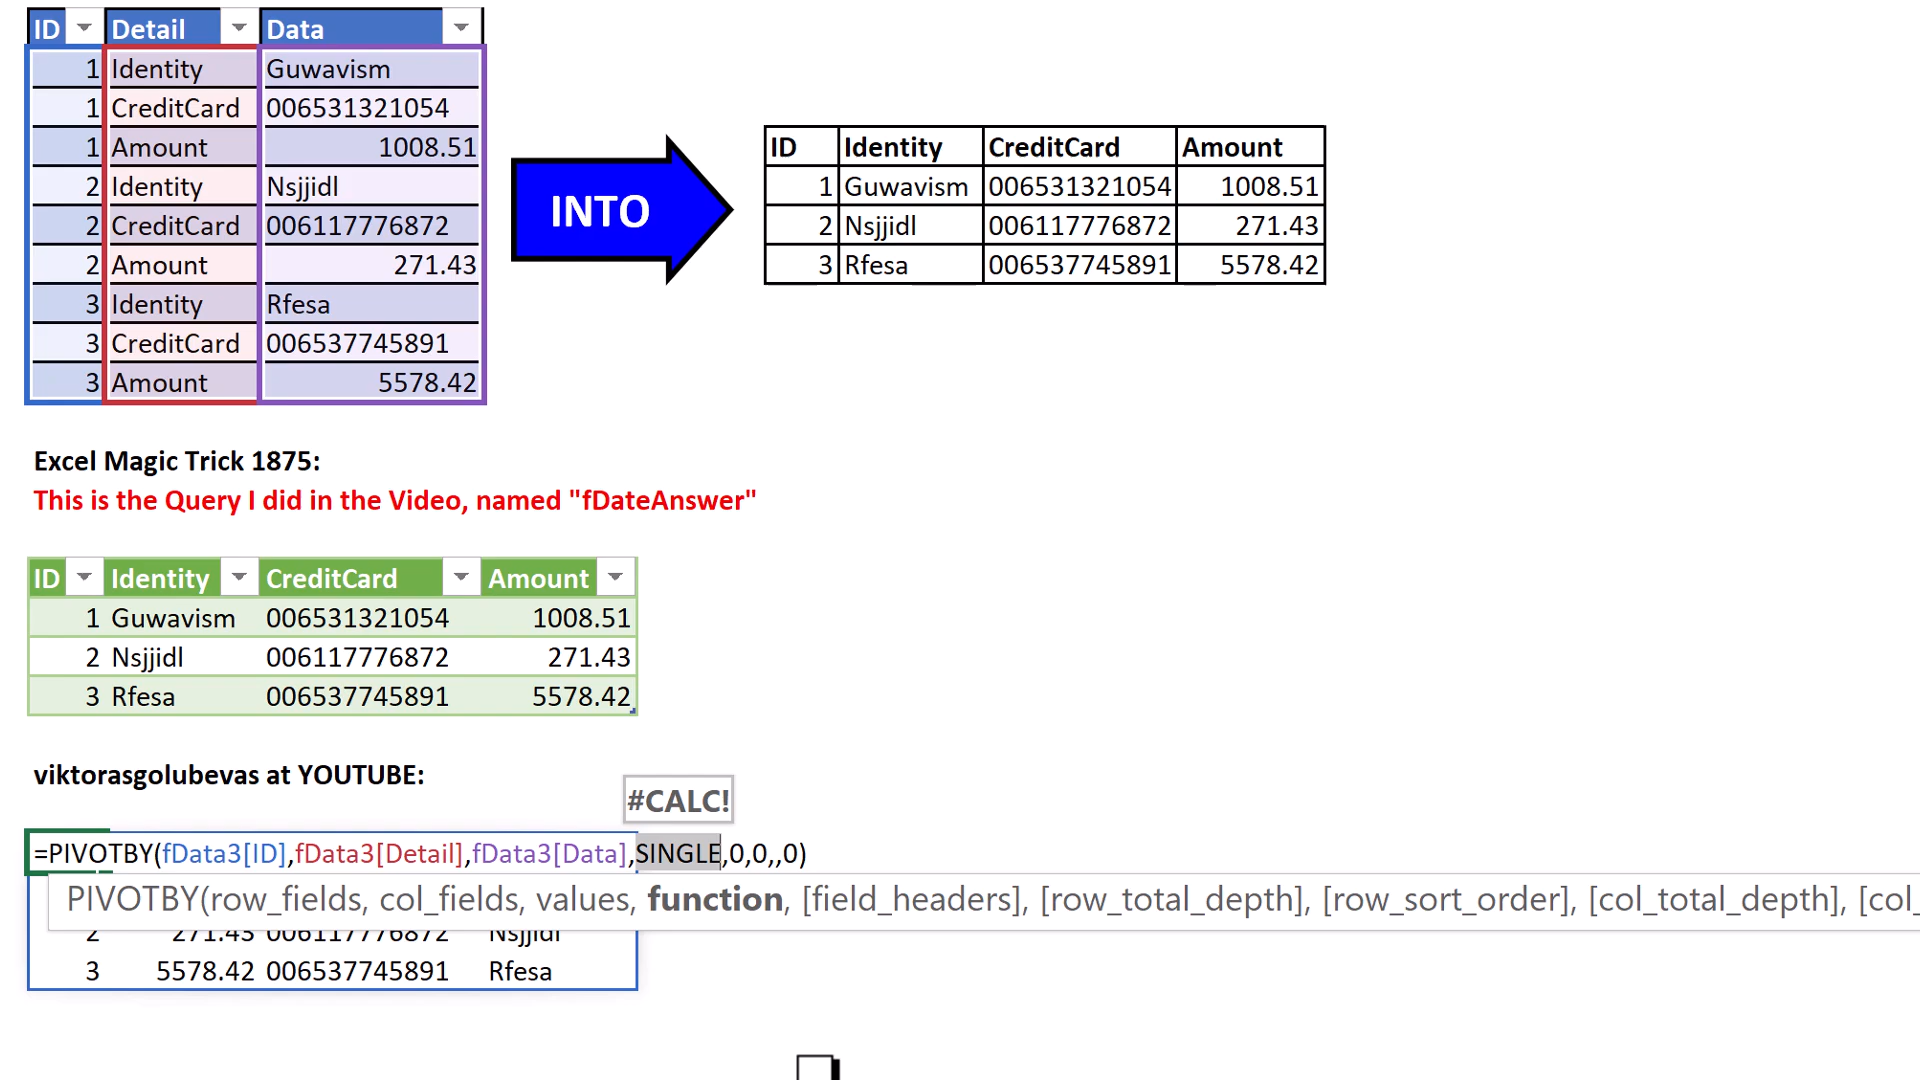 ID Detail Data
1 Identity Guwavism
1 CreditCard 006531321054
1 Amount 1008.51
2 Identity Nsjjidl
2 CreditCard 006117776872
2 Amount 271.43
3 Identity Rfesa
3 CreditCard 006537745891
3 Amount 5578.42
INTO
ID Identity CreditCard Amount
1 Guwavism 006531321054 1008.51
2 Nsjjidl 006117776872 271.43
3 Rfesa 006537745891 5578.42
Excel Magic Trick 1875:
This is the Query I did in the Video, named "fDateAnswer"
ID Identity CreditCard Amount
1 Guwavism 006531321054 1008.51
2 Nsjjidl 006117776872 271.43
3 Rfesa 006537745891 5578.42
viktorasgolubevas at YOUTUBE:
#CALC!
=PIVOTBY(fData3[ID],fData3[Detail],fData3[Data],SINGLE,0,0,,0)
PIVOTBY(row_fields, col_fields, values, function, [field_headers], [row_total_depth], [row_sort_order], [col_total_depth], [col_
2 271.43 006117776872 Nsjjidl
3 5578.42 006537745891 Rfesa